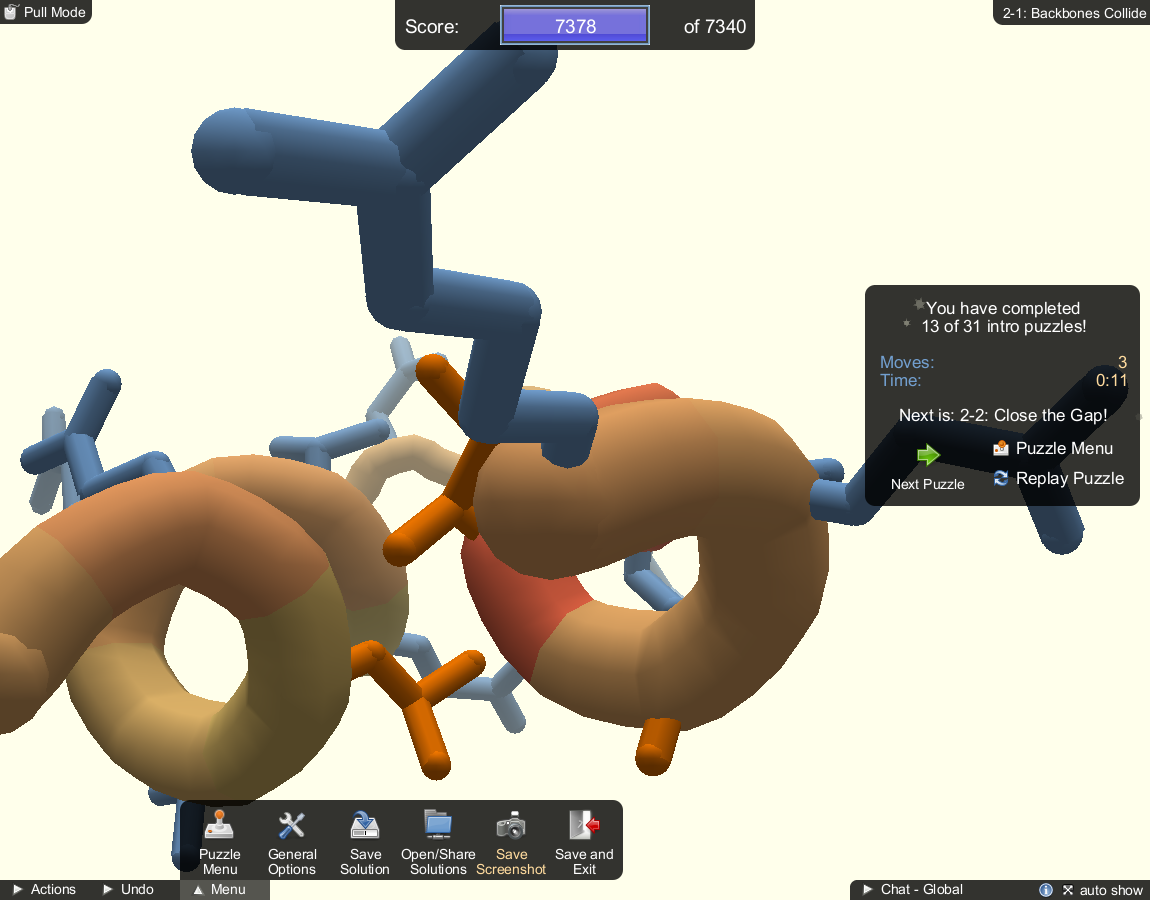 Pull Mode
Score: 7378 of 7340
2-1: Backbones Collide
You have completed
13 of 31 intro puzzles!
Moves: 3
Time: 0:11
Next is: 2-2: Close the Gap!
Next Puzzle
Puzzle Menu
Replay Puzzle
Puzzle
Menu
General
Options
Save
Solution
Open/Share
Solutions
Save
Screenshot
Save and
Exit
Actions
Undo
Menu
Chat - Global
auto show